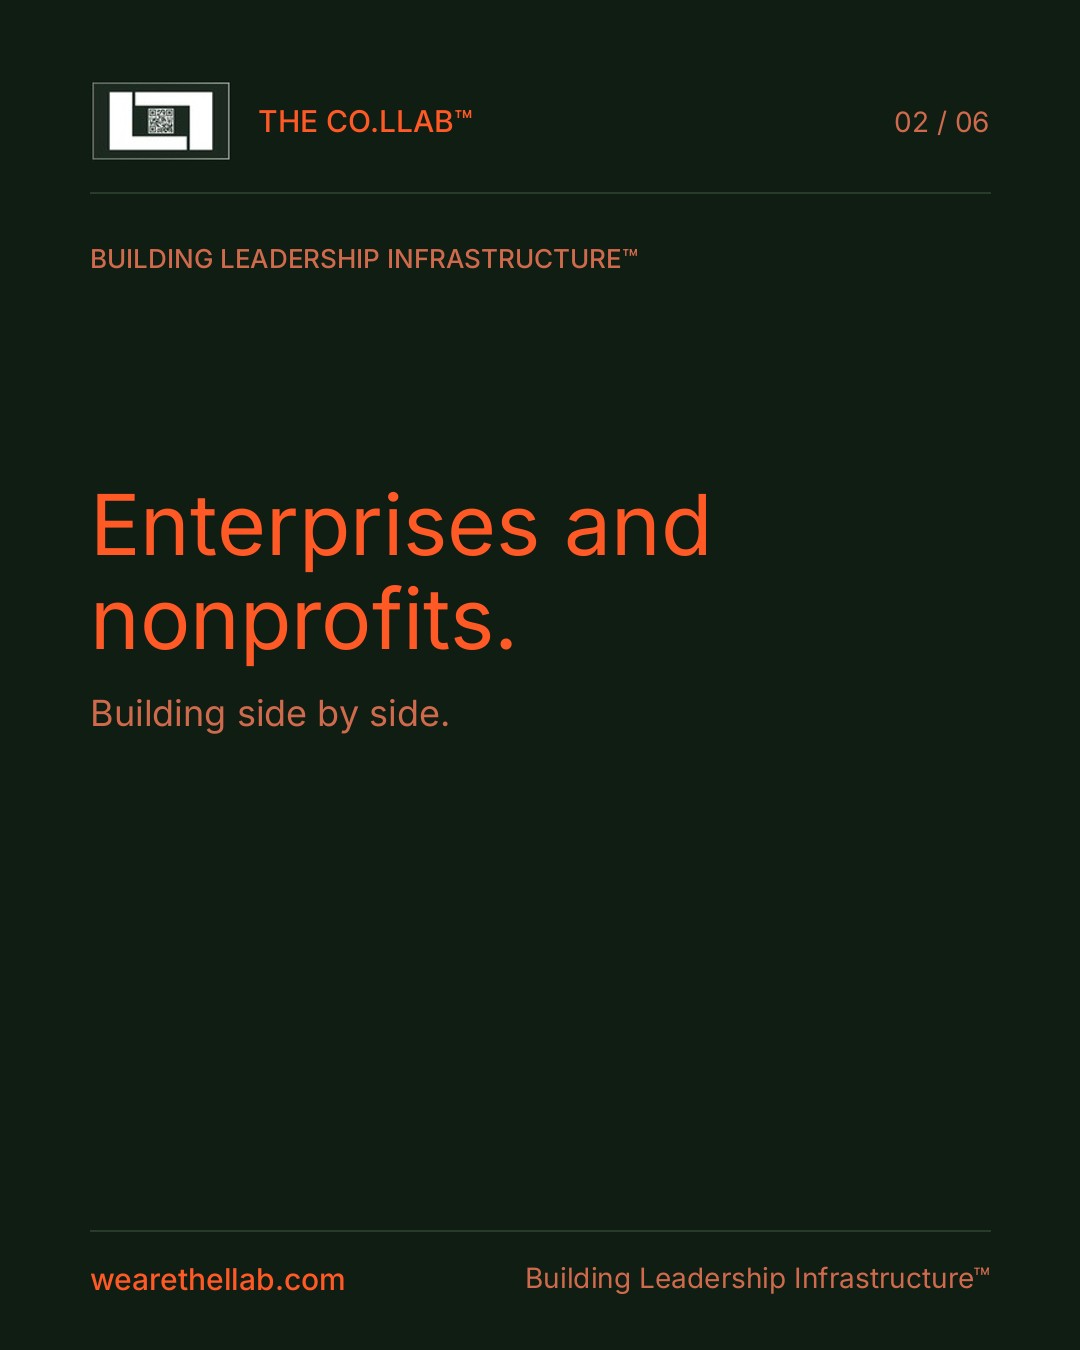 THE CO.LLAB™
02 / 06
BUILDING LEADERSHIP INFRASTRUCTURE™
Enterprises and
nonprofits.
Building side by side.
wearethellab.com
Building Leadership Infrastructure™